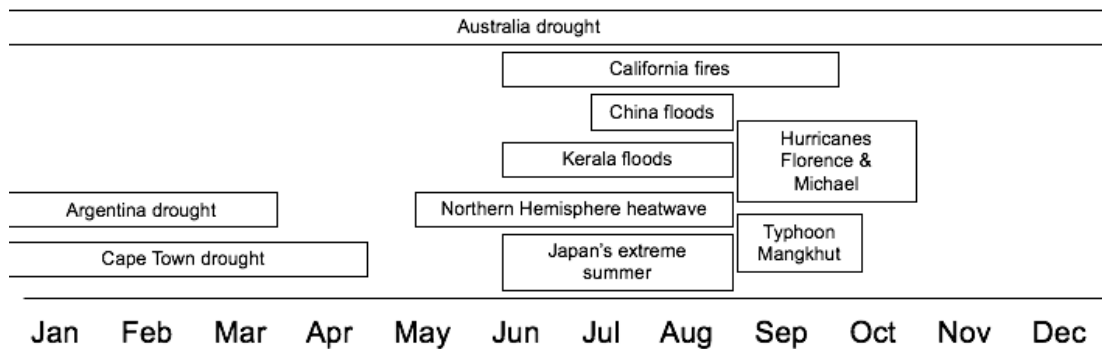 Australia drought
California fires
China floods
Hurricanes
Florence &
Michael
Kerala floods
Argentina drought
Northern Hemisphere heatwave
Typhoon
Mangkhut
Cape Town drought
Japan's extreme
summer
Jan Feb Mar Apr May Jun Jul Aug Sep Oct Nov Dec